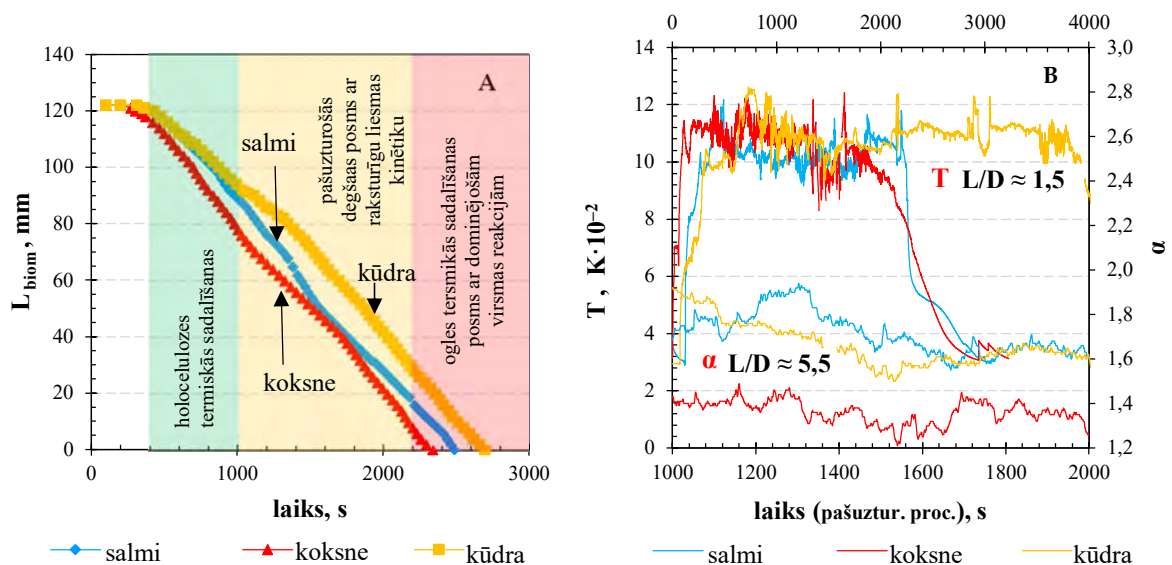 A
140
120
100
80
60
40
20
0
L biom , mm
0
1000
2000
3000
laiks, s
salmi
koksne
kūdra
holocelulozes
termiskās sadalīšanas
pašuzturošās
degšaas posms ar
raksturīgu liesmas
kinētiku
ogles tersmikās sadalīšanas
posms ar dominējošām
virsmas reakcijām
salmi
koksne
kūdra
B
0
1000
2000
3000
4000
14
12
10
8
6
4
2
0
T , K·10⁻²
3,0
2,8
2,6
2,4
2,2
2,0
1,8
1,6
1,4
1,2
α
T L/D ≈ 1,5
α L/D ≈ 5,5
1000
1200
1400
1600
1800
2000
laiks (pašuztur. proc.), s
salmi
koksne
kūdra